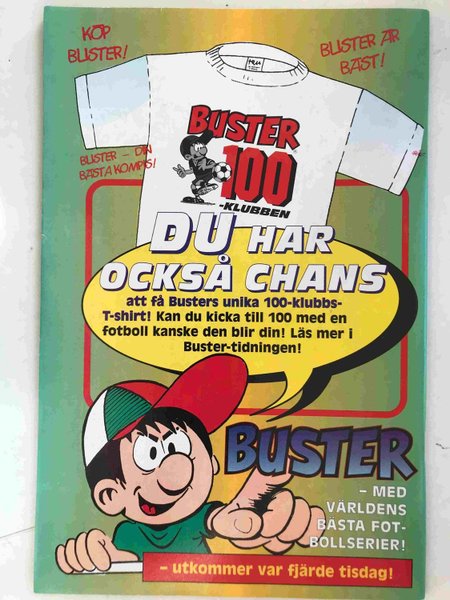 KÖP
BUSTER!
BUSTER ÄR
BÄST!
BUSTER
100
-KLUBBEN
BUSTER – DIN
BÄSTA KOMPIS!
DU HAR
OCKSÅ CHANS
att få Busters unika 100-klubbs-
T-shirt! Kan du kicka till 100 med en
fotboll kanske den blir din! Läs mer i
Buster-tidningen!
BUSTER
– MED
VÄRLDENS
BÄSTA FOT-
BOLLSERIER!
– utkommer var fjärde tisdag!